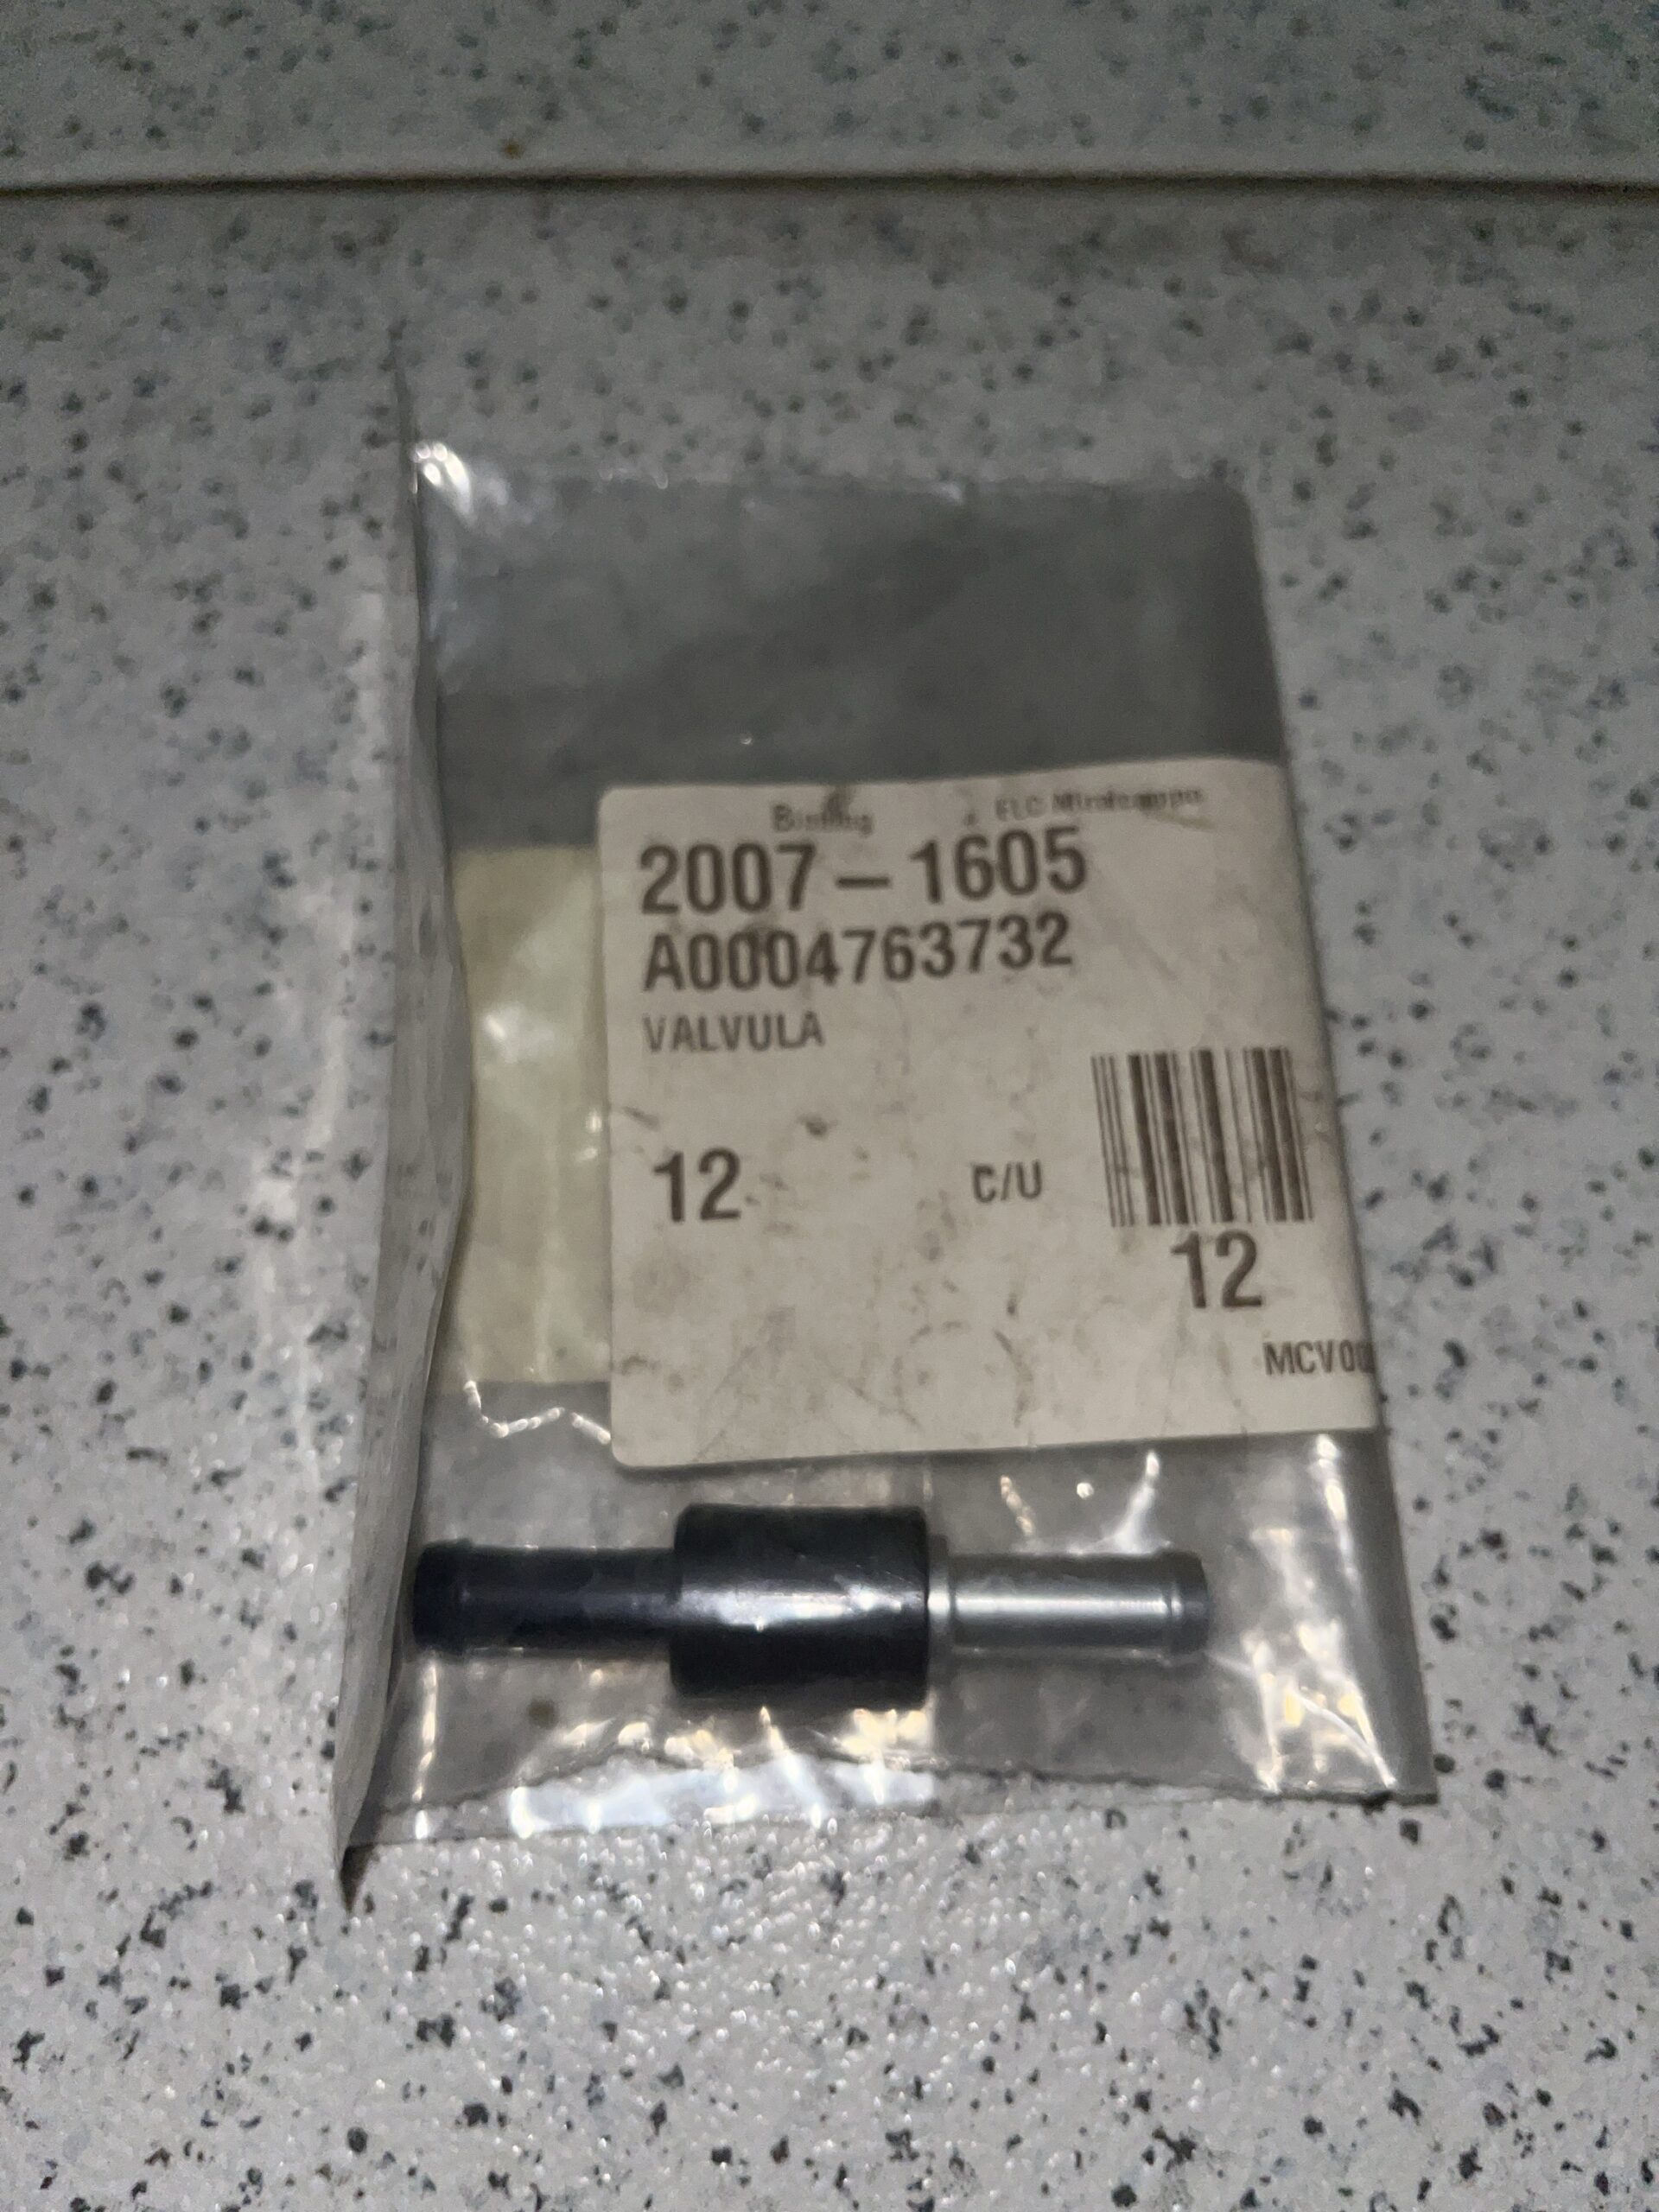 2007 – 1605
A0004763732
VALVULA
12 C/U
12